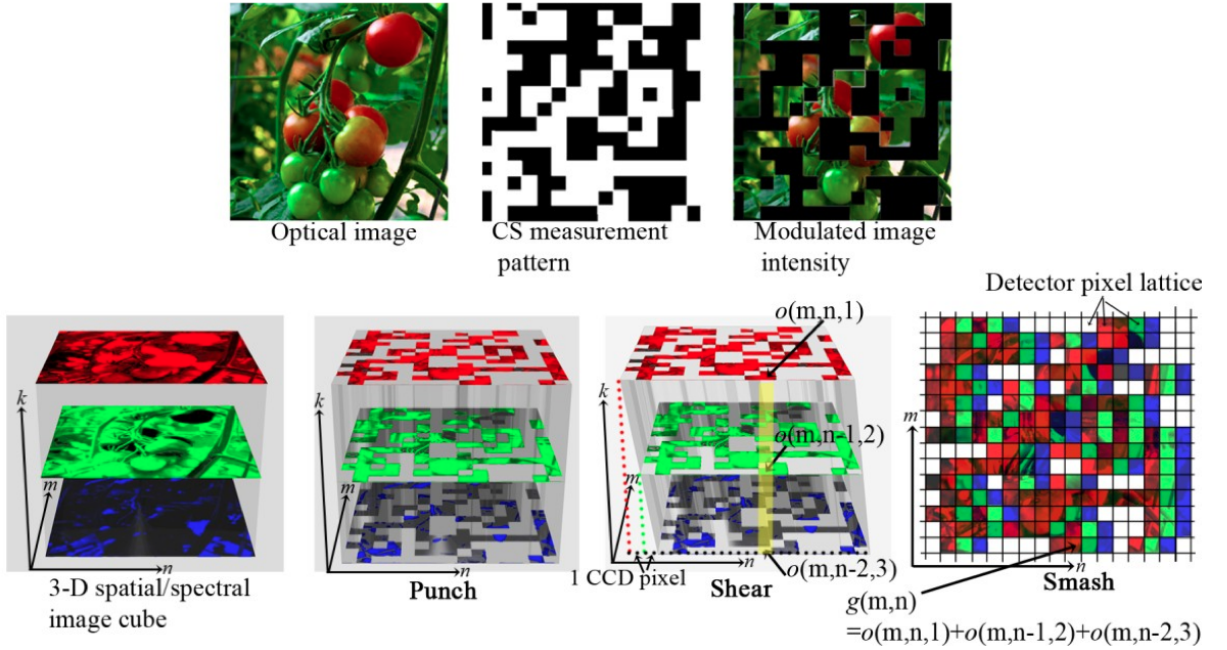 Optical image
CS measurement
pattern
Modulated image
intensity
Detector pixel lattice
o(m,n,1)
k
k
k
m
o(m,n-1,2)
m
m
m
n
n
n
n
1 CCD pixel
o(m,n-2,3)
3-D spatial/spectral
image cube
Punch
Shear
Smash
g(m,n)
=o(m,n,1)+o(m,n-1,2)+o(m,n-2,3)